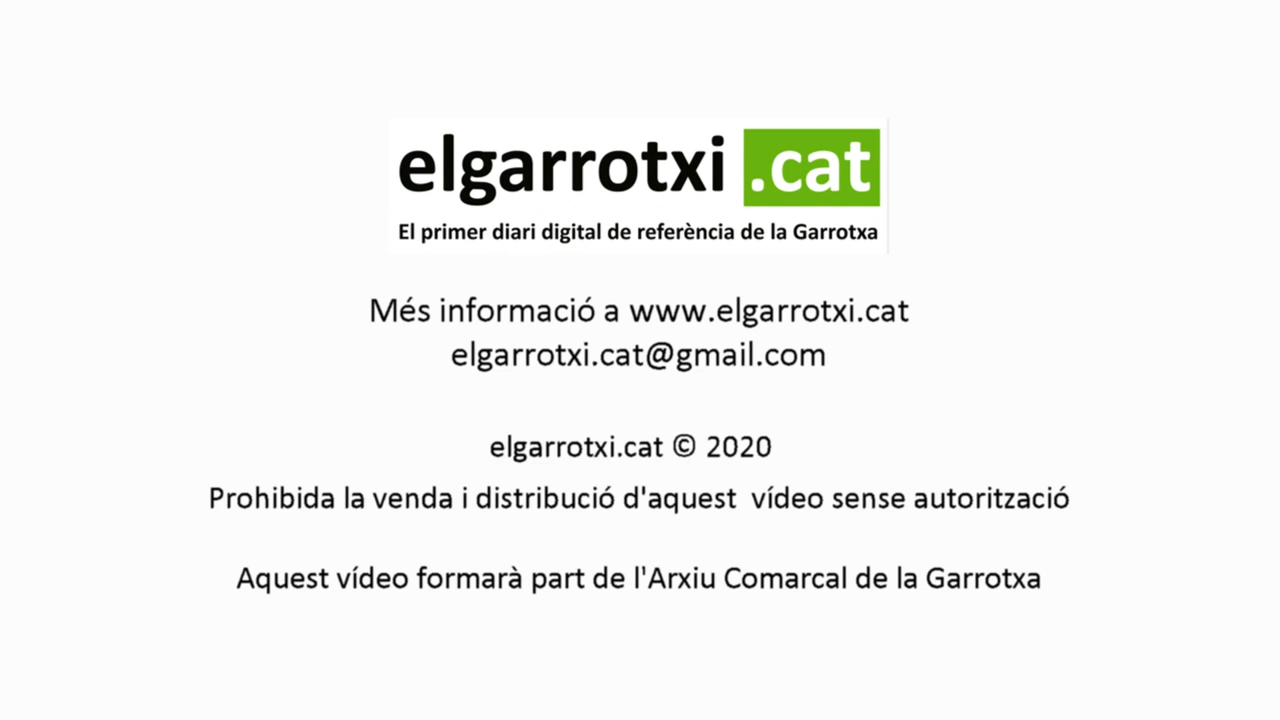 elgarrotxi .cat
El primer diari digital de referència de la Garrotxa
Més informació a www.elgarrotxi.cat
elgarrotxi.cat@gmail.com
elgarrotxi.cat © 2020
Prohibida la venda i distribució d'aquest  vídeo sense autorització
Aquest vídeo formarà part de l'Arxiu Comarcal de la Garrotxa